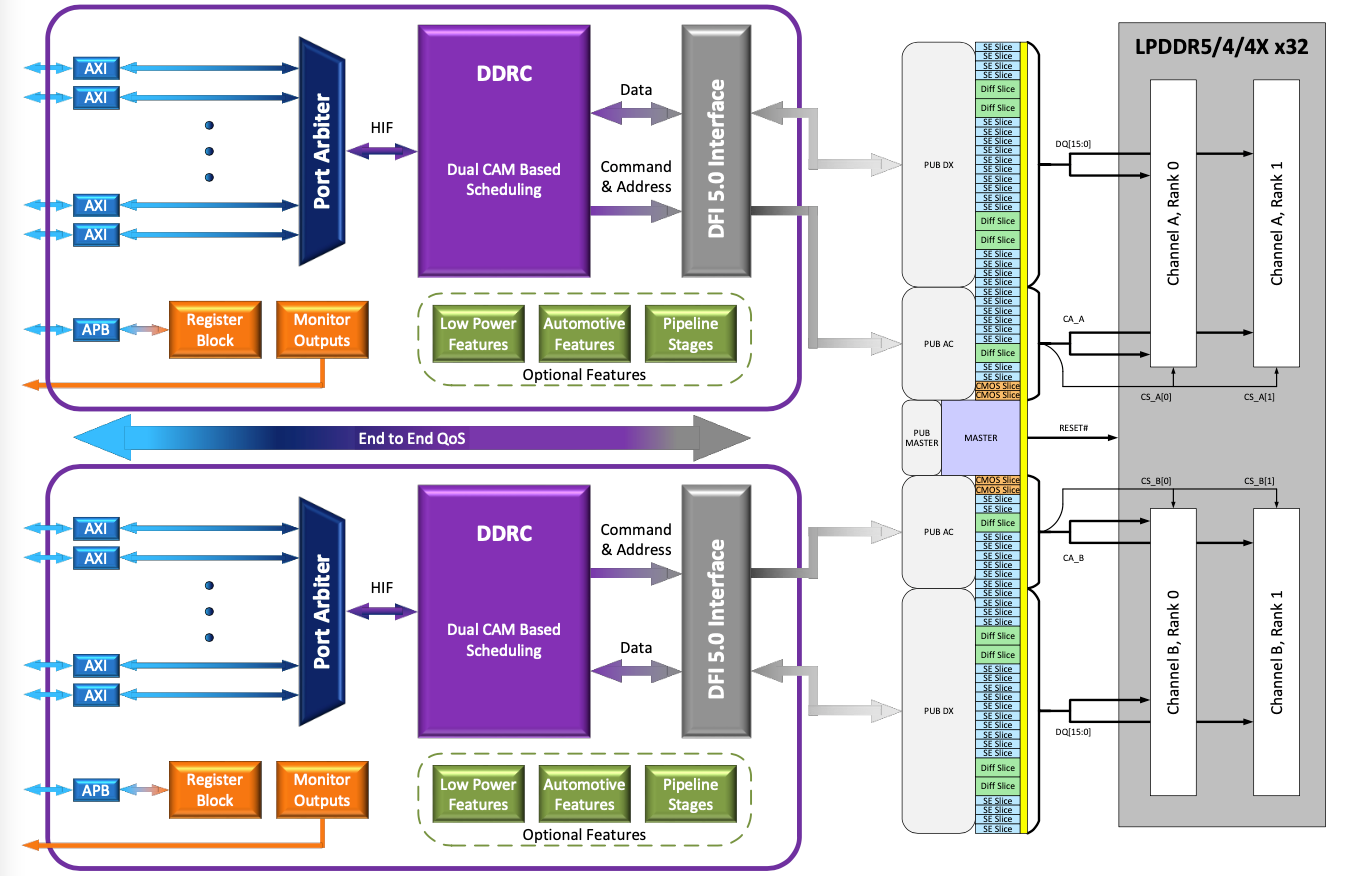 AXI
AXI
AXI
AXI
Port Arbiter
HIF
DDRC
Dual CAM Based
Scheduling
Data
Command
& Address
DFI 5.0 Interface
APB
Register
Block
Monitor
Outputs
Low Power
Features
Automotive
Features
Pipeline
Stages
Optional Features
End to End QoS
AXI
AXI
AXI
AXI
Port Arbiter
HIF
DDRC
Dual CAM Based
Scheduling
Command
& Address
Data
DFI 5.0 Interface
APB
Register
Block
Monitor
Outputs
Low Power
Features
Automotive
Features
Pipeline
Stages
Optional Features
PUB DX
SE Slice
SE Slice
SE Slice
SE Slice
Diff Slice
Diff Slice
SE Slice
SE Slice
SE Slice
SE Slice
SE Slice
SE Slice
SE Slice
SE Slice
SE Slice
SE Slice
Diff Slice
Diff Slice
SE Slice
SE Slice
SE Slice
SE Slice
PUB AC
SE Slice
SE Slice
SE Slice
SE Slice
SE Slice
SE Slice
Diff Slice
SE Slice
SE Slice
CMOS Slice
CMOS Slice
PUB
MASTER
MASTER
PUB AC
CMOS Slice
CMOS Slice
SE Slice
SE Slice
Diff Slice
SE Slice
SE Slice
SE Slice
SE Slice
SE Slice
SE Slice
PUB DX
SE Slice
SE Slice
SE Slice
SE Slice
Diff Slice
Diff Slice
SE Slice
SE Slice
SE Slice
SE Slice
SE Slice
SE Slice
SE Slice
SE Slice
SE Slice
SE Slice
Diff Slice
Diff Slice
SE Slice
SE Slice
SE Slice
SE Slice
DQ[15:0]
CA_A
RESET#
CA_B
DQ[15:0]
LPDDR5/4/4X x32
Channel A, Rank 0
Channel A, Rank 1
CS_A[0]
CS_A[1]
CS_B[0]
CS_B[1]
Channel B, Rank 0
Channel B, Rank 1